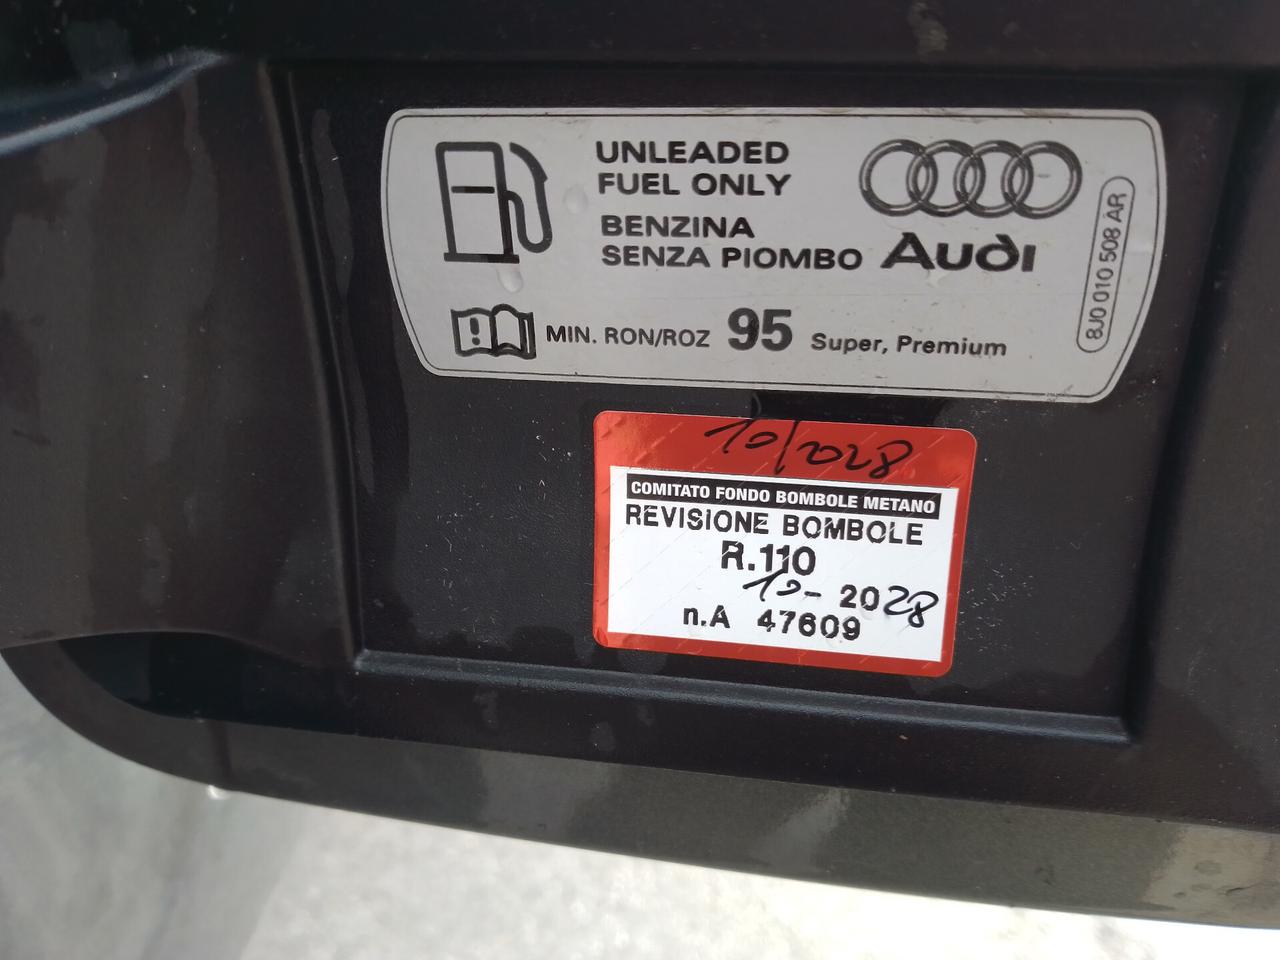 UNLEADED
FUEL ONLY
BENZINA
SENZA PIOMBO
Audi
8J0 010 508 AR
MIN. RON/ROZ 95 Super, Premium
10/2028
COMITATO FONDO BOMBOLE METANO
REVISIONE BOMBOLE
R.110
10-2028
n.A 47609